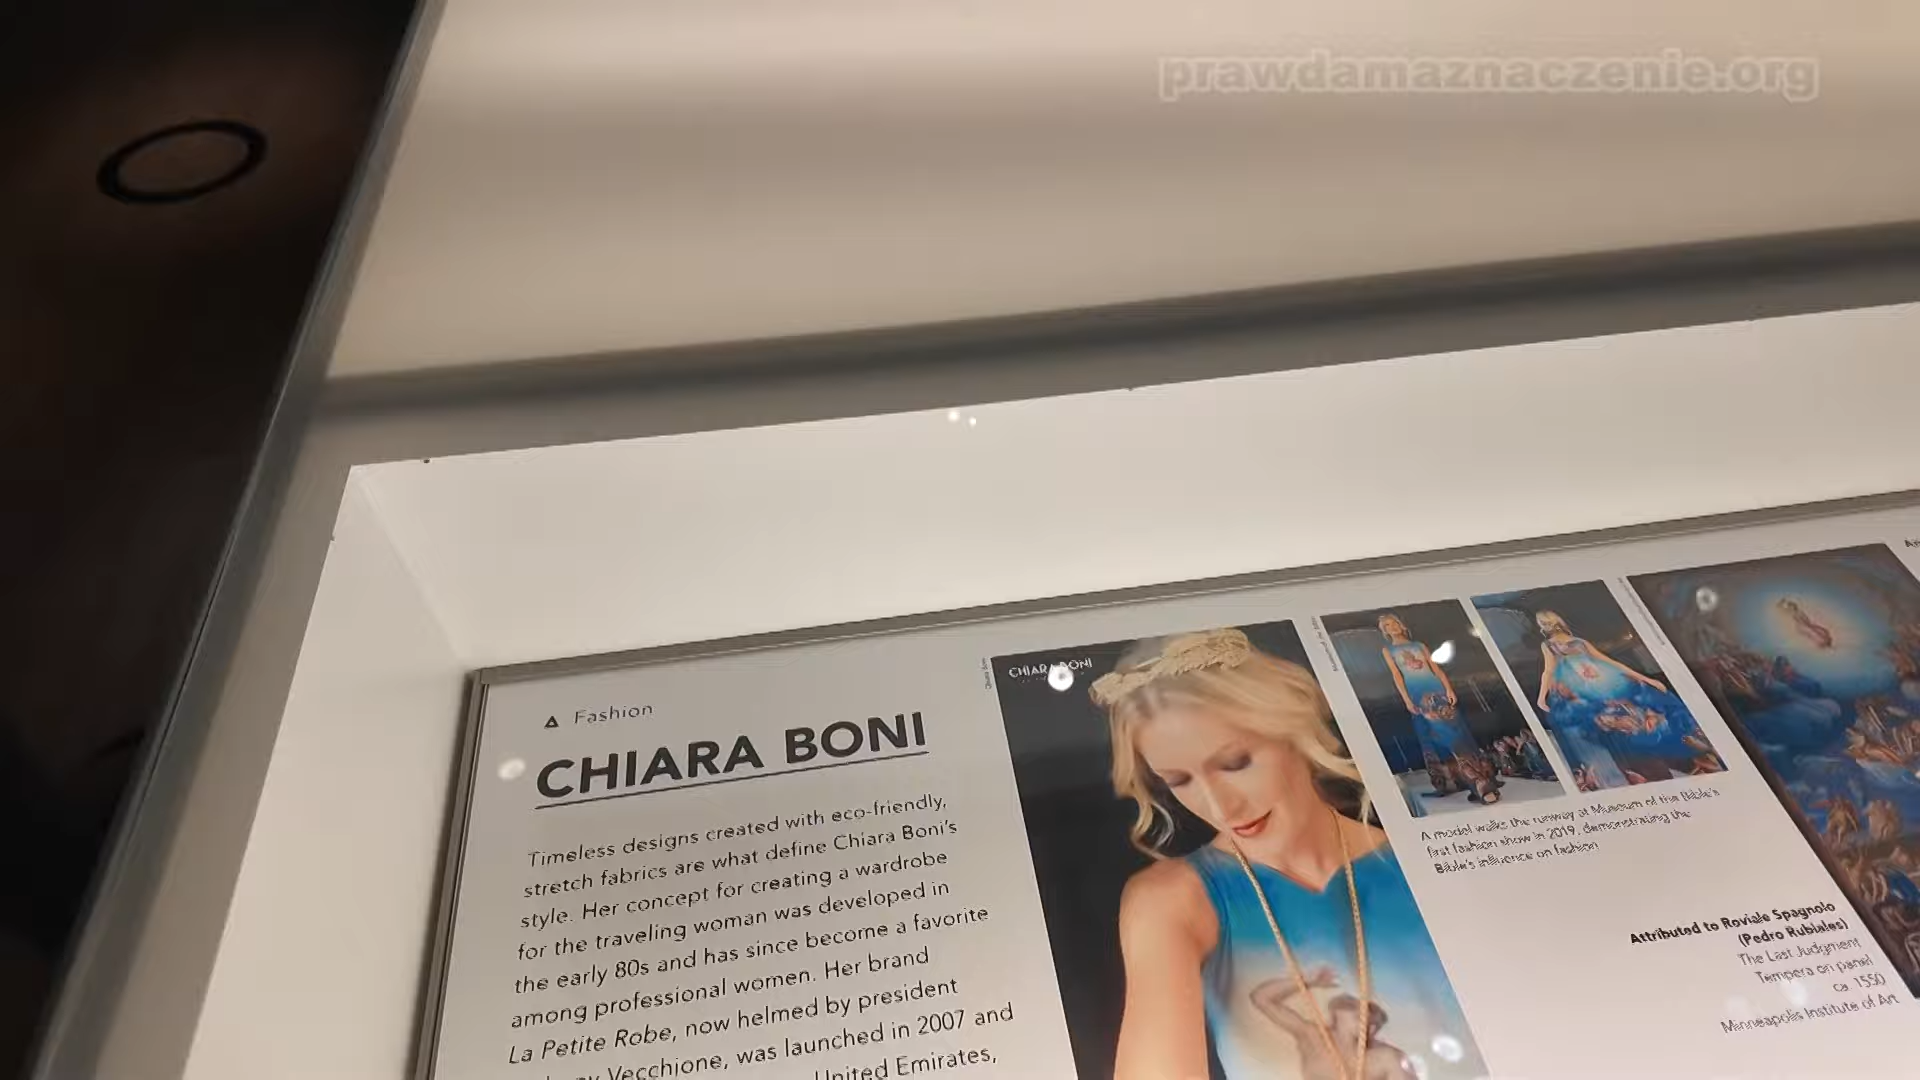 prawdamaznaczenie.org
Fashion
CHIARA BONI
Timeless designs created with eco-friendly,
stretch fabrics are what define Chiara Boni's
style. Her concept for creating a wardrobe
for the traveling woman was developed in
the early 80s and has since become a favorite
among professional women. Her brand
La Petite Robe, now helmed by president
Vecchione, was launched in 2007 and
United Emirates,
CHIARA BONI
A model walks the runway at Museum of the Bible's
first fashion show in 2019, demonstrating the
Bible's influence on fashion
Attributed to Roviale Spagnolo
(Pedro Rubiales)
The Last Judgment
Tempera on panel
ca. 1550
Minneapolis Institute of Art